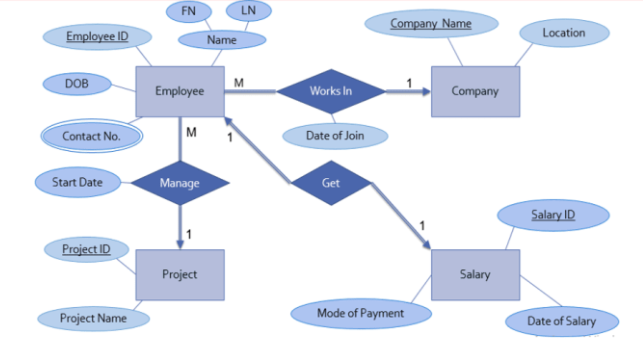 FN
LN
Employee ID
Name
Company Name
Location
DOB
Employee
M
Works In
1
Company
Contact No.
M
1
Date of Join
Start Date
Manage
Get
1
1
Salary ID
Project ID
Project
Salary
Project Name
Mode of Payment
Date of Salary